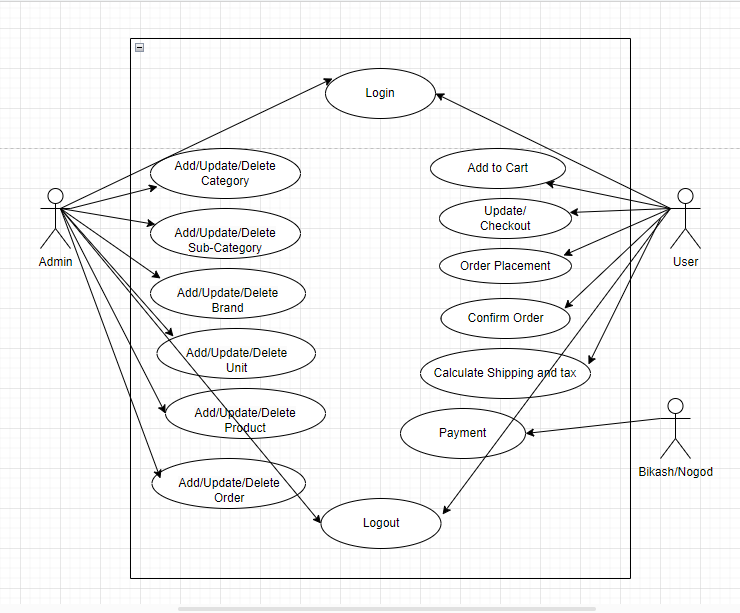 Login
Add/Update/Delete
Category
Add to Cart
Add/Update/Delete
Sub-Category
Update/
Checkout
Admin
User
Order Placement
Add/Update/Delete
Brand
Confirm Order
Add/Update/Delete
Unit
Calculate Shipping and tax
Add/Update/Delete
Product
Payment
Bikash/Nogod
Add/Update/Delete
Order
Logout